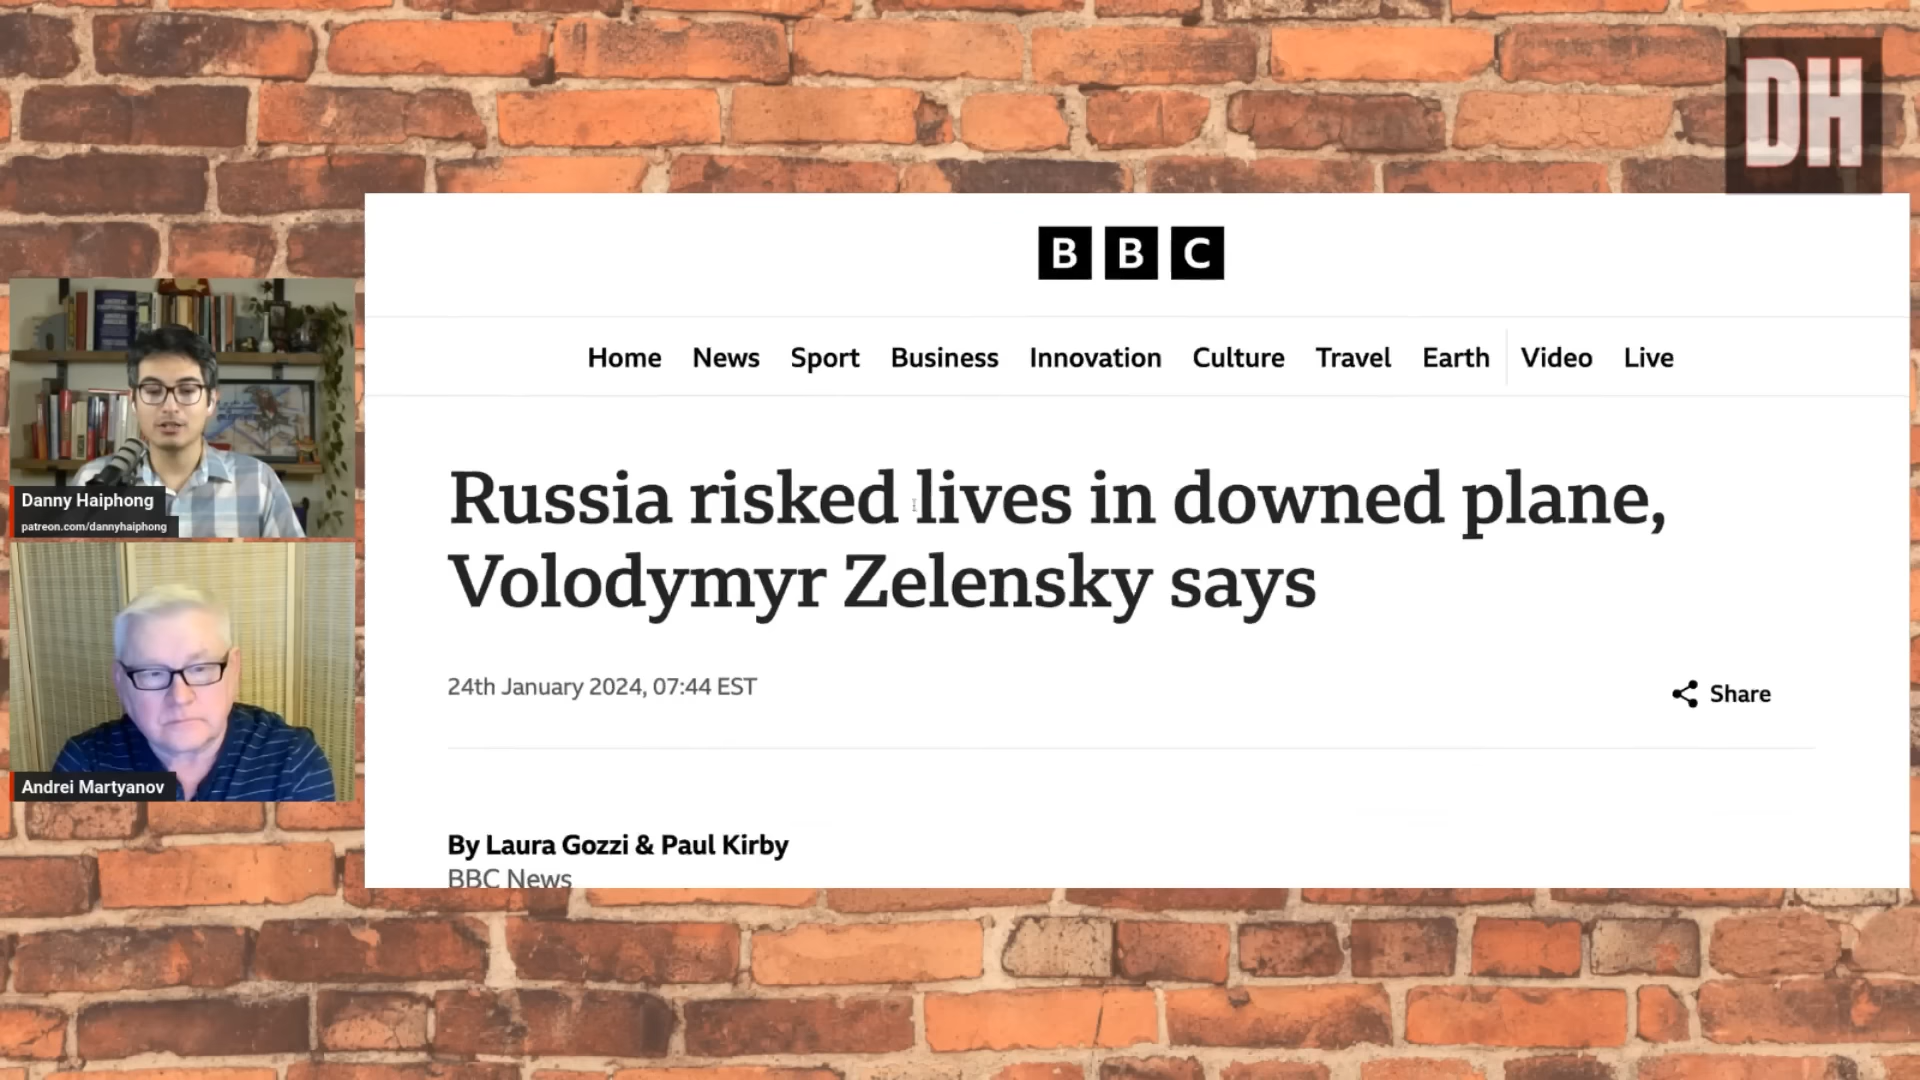 DH
BBC
Home News Sport Business Innovation Culture Travel Earth Video Live
Russia risked lives in downed plane,
Volodymyr Zelensky says
24th January 2024, 07:44 EST
Share
By Laura Gozzi & Paul Kirby
BBC News
Danny Haiphong
patreon.com/dannyhaiphong
Andrei Martyanov